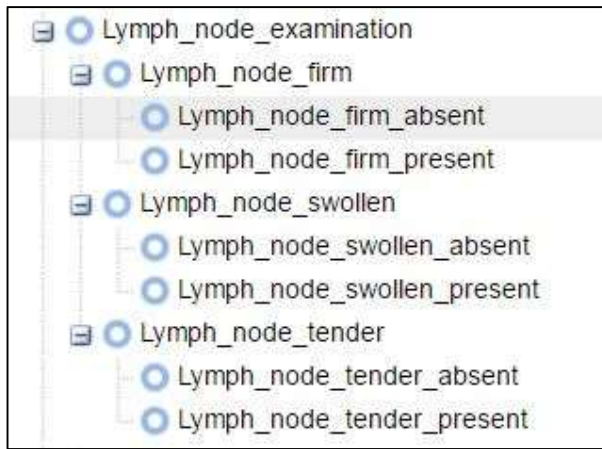 Lymph_node_examination
Lymph_node_firm
Lymph_node_firm_absent
Lymph_node_firm_present
Lymph_node_swollen
Lymph_node_swollen_absent
Lymph_node_swollen_present
Lymph_node_tender
Lymph_node_tender_absent
Lymph_node_tender_present